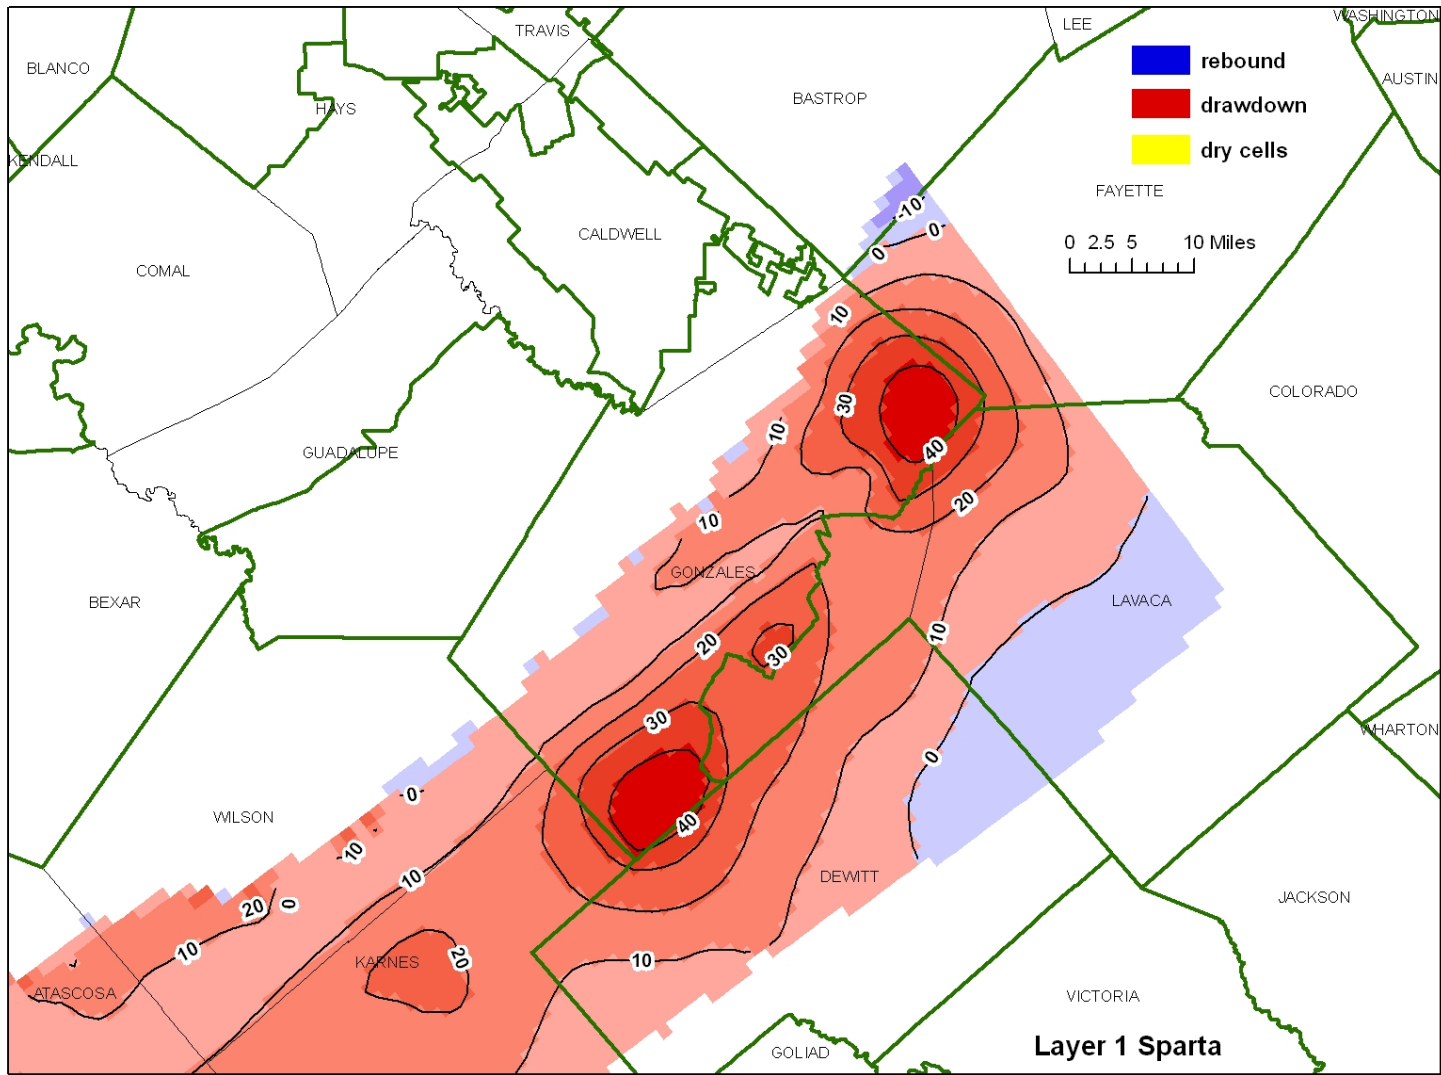 WASHINGTON
TRAVIS
LEE
BLANCO
rebound
AUSTIN
BASTROP
drawdown
HAYS
dry cells
KENDALL
FAYETTE
-10
CALDWELL
0
0 2.5 5 10 Miles
0
COMAL
10
COLORADO
30
10
GUADALUPE
40
20
10
GONZALES
BEXAR
LAVACA
10
20
30
30
WHARTON
0
0
WILSON
40
10
10
DEWITT
JACKSON
20
0
10
20
KARNES
10
ATASCOSA
VICTORIA
GOLIAD
Layer 1 Sparta